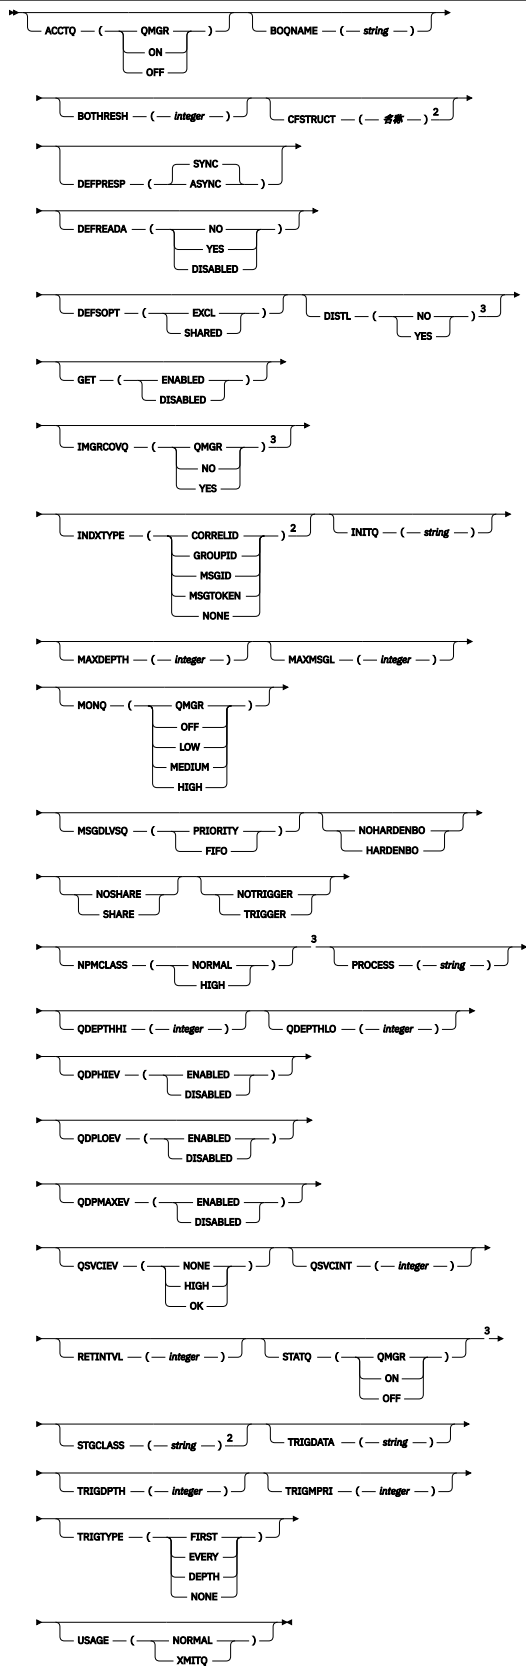 ACCTQ ( QMGR ) BOQNAME ( string )
ON
OFF
BOTHRESH ( integer ) CFSTRUCT ( 名称 ) 2
SYNC
DEFPRESP ( ASYNC )
DEFREADA ( NO )
YES
DISABLED
DEFSOPT ( EXCL ) DISTL ( NO ) 3
SHARED YES
GET ( ENABLED )
DISABLED
IMGRCOVQ ( QMGR ) 3
NO
YES
INDXTYPE ( CORRELID ) 2 INITQ ( string )
GROUPID
MSGID
MSGTOKEN
NONE
MAXDEPTH ( integer ) MAXMSGL ( integer )
MONQ ( QMGR )
OFF
LOW
MEDIUM
HIGH
MSGDLVSQ ( PRIORITY ) NOHARDENBO
FIFO HARDENBO
NOSHARE NOTRIGGER
SHARE TRIGGER
3
NPMCLASS ( NORMAL ) PROCESS ( string )
HIGH
QDEPTHHI ( integer ) QDEPTHLO ( integer )
QDPHIEV ( ENABLED )
DISABLED
QDPLOEV ( ENABLED )
DISABLED
QDPMAXEV ( ENABLED )
DISABLED
QSVCIEV ( NONE ) QSVCINT ( integer )
HIGH
OK
3
RETINTVL ( integer ) STATQ ( QMGR )
ON
OFF
STGCLASS ( string ) 2 TRIGDATA ( string )
TRIGDPTH ( integer ) TRIGMPRI ( integer )
TRIGTYPE ( FIRST )
EVERY
DEPTH
NONE
USAGE ( NORMAL )
XMITQ